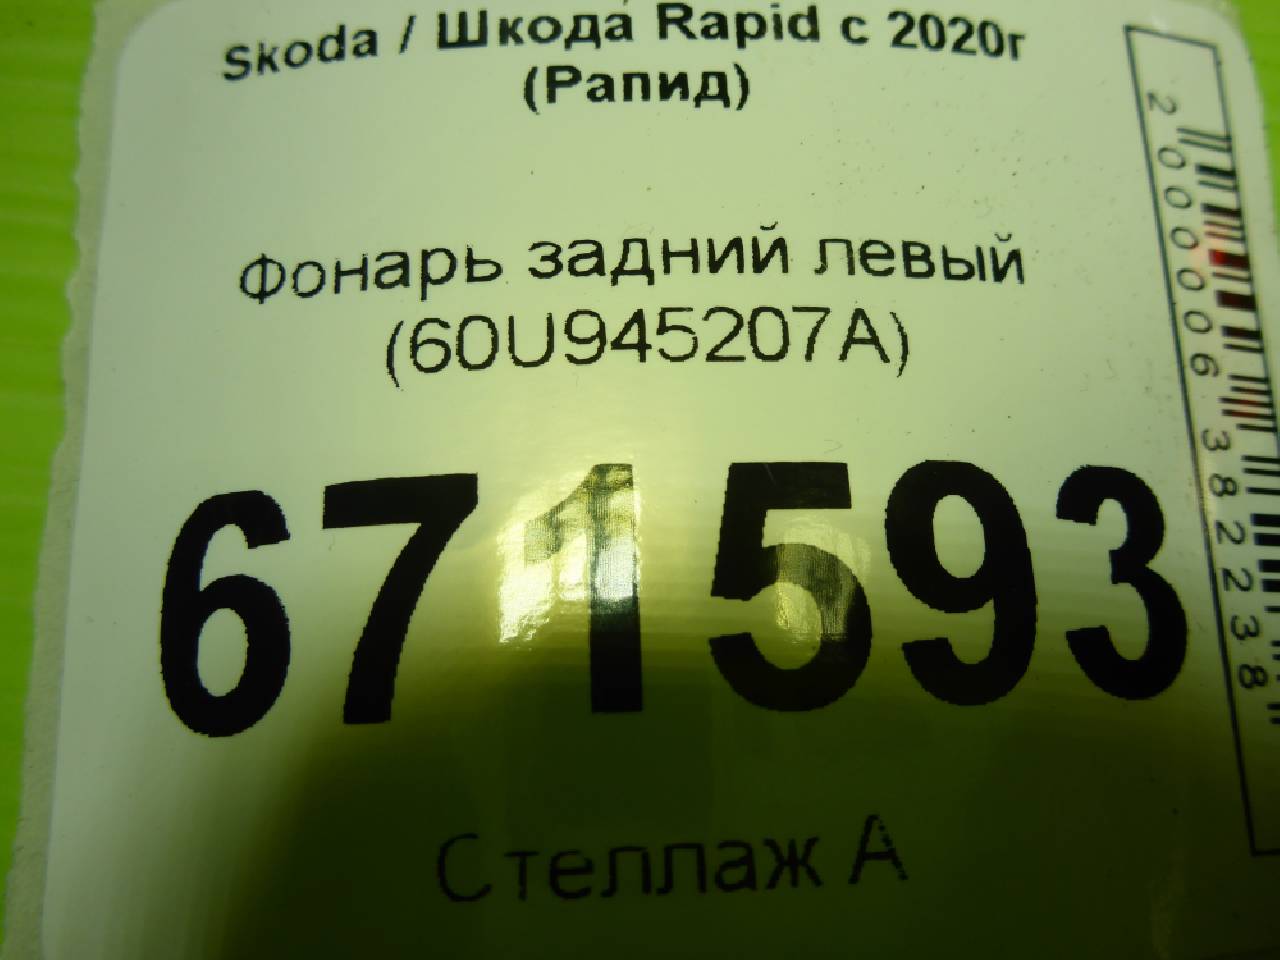 Skoda / Шкода Rapid с 2020г
(Рапид)
Фонарь задний левый
(60U945207A)
671593
Стеллаж А
2000006382238